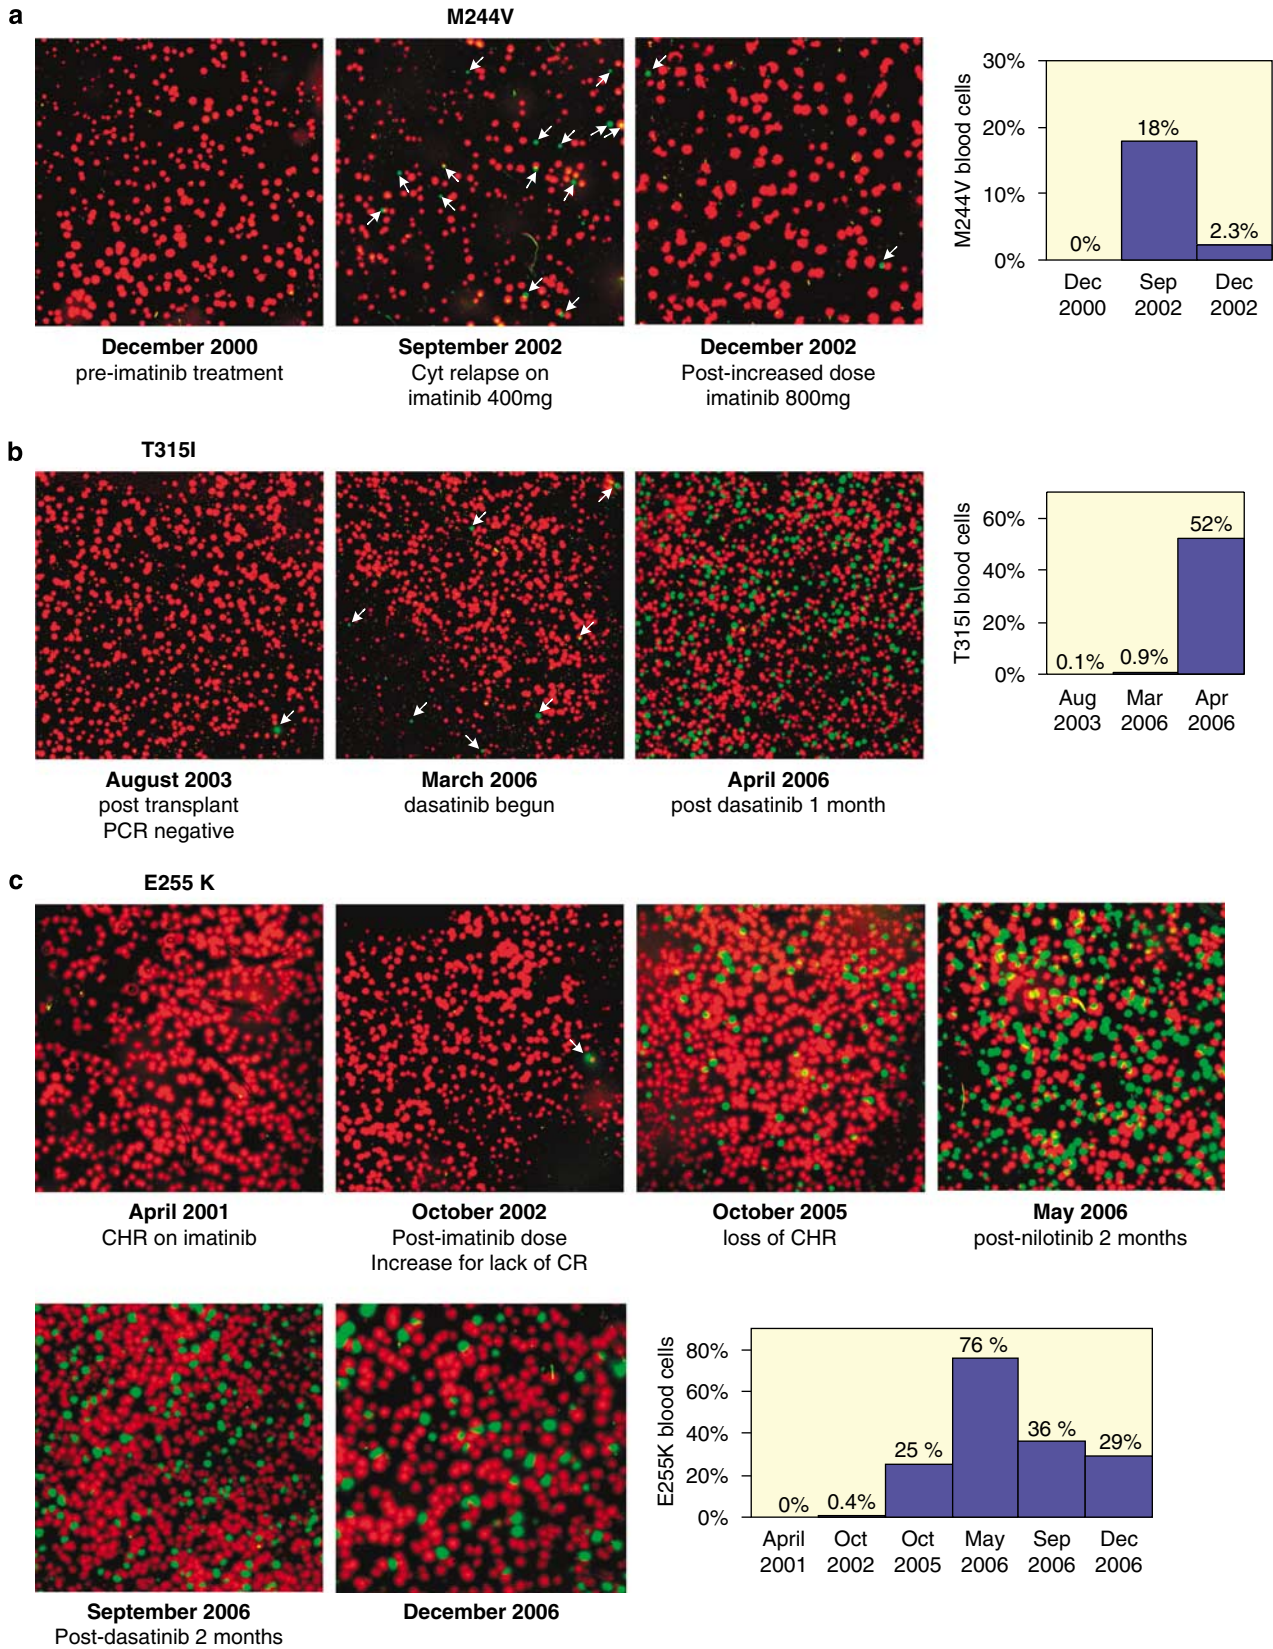 a
M244V
December 2000
pre-imatinib treatment
September 2002
Cyt relapse on
imatinib 400mg
December 2002
Post-increased dose
imatinib 800mg
M244V blood cells
30%
20%
10%
0%
0%
18%
2.3%
Dec
2000
Sep
2002
Dec
2002
b
T315I
August 2003
post transplant
PCR negative
March 2006
dasatinib begun
April 2006
post dasatinib 1 month
T315I blood cells
60%
40%
20%
0%
0.1%
0.9%
52%
Aug
2003
Mar
2006
Apr
2006
c
E255 K
April 2001
CHR on imatinib
October 2002
Post-imatinib dose
Increase for lack of CR
October 2005
loss of CHR
May 2006
post-nilotinib 2 months
September 2006
Post-dasatinib 2 months
December 2006
E255K blood cells
80%
60%
40%
20%
0%
0%
0.4%
25 %
76 %
36 %
29%
April
2001
Oct
2002
Oct
2005
May
2006
Sep
2006
Dec
2006